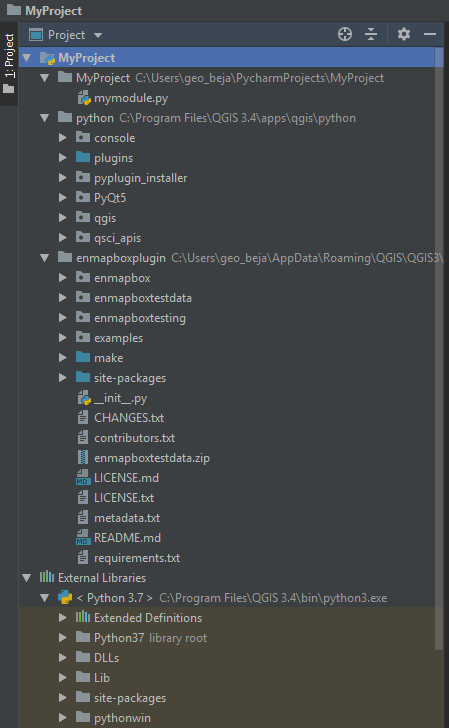 MyProject
Project
1: Project
MyProject
MyProject C:\Users\geo_beja\PycharmProjects\MyProject
mymodule.py
python C:\Program Files\QGIS 3.4\apps\qgis\python
console
plugins
pyplugin_installer
PyQt5
qgis
qsci_apis
enmapboxplugin C:\Users\geo_beja\AppData\Roaming\QGIS\QGIS3\
enmapbox
enmapboxtestdata
enmapboxtesting
examples
make
site-packages
__init__.py
CHANGES.txt
contributors.txt
enmapboxtestdata.zip
MD LICENSE.md
LICENSE.txt
metadata.txt
MD README.md
requirements.txt
External Libraries
< Python 3.7 > C:\Program Files\QGIS 3.4\bin\python3.exe
Extended Definitions
Python37 library root
DLLs
Lib
site-packages
pythonwin